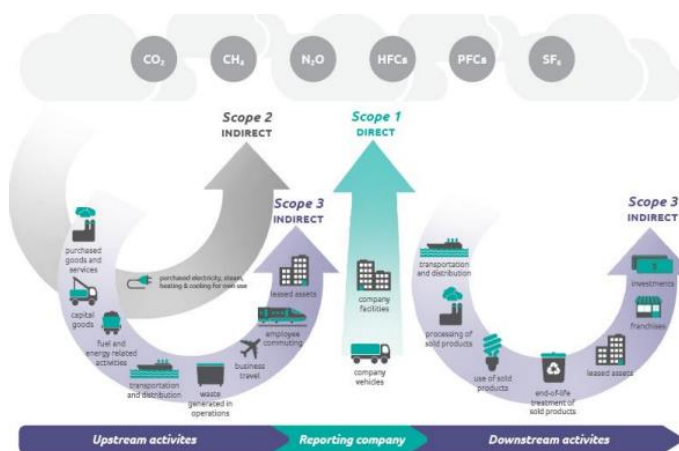 CO₂ CH₄ N₂O HFCs PFCs SF₆
Scope 2
INDIRECT
Scope 1
DIRECT
Scope 3
INDIRECT
Scope 3
INDIRECT
purchased
goods and
services
capital
goods
fuel and
energy related
activities
purchased electricity, steam,
heating & cooling for own use
transportation
and distribution
waste
generated in
operations
business
travel
employee
commuting
leased assets
company
facilities
company
vehicles
transportation
and distribution
processing of
sold products
use of sold
products
end-of-life
treatment of
sold products
leased assets
franchises
investments
Upstream activites
Reporting company
Downstream activites